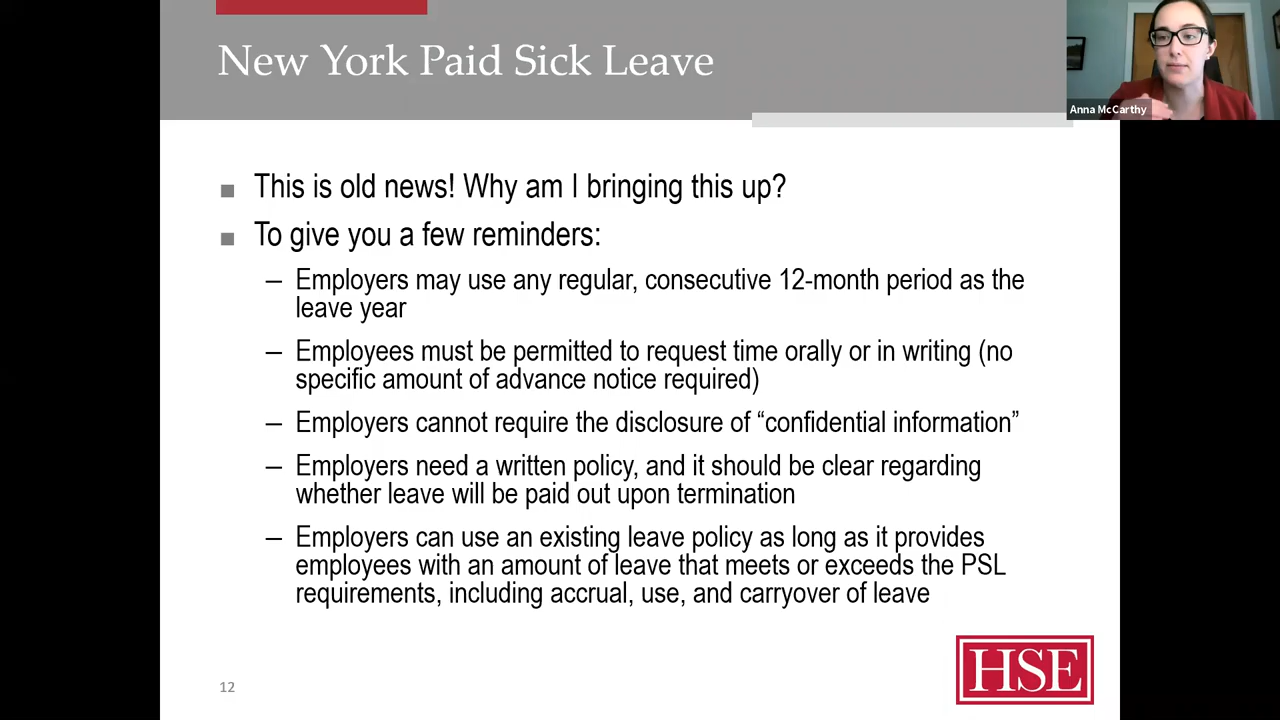 New York Paid Sick Leave
Anna McCarthy
■ This is old news! Why am I bringing this up?
■ To give you a few reminders:
– Employers may use any regular, consecutive 12-month period as the
leave year
– Employees must be permitted to request time orally or in writing (no
specific amount of advance notice required)
– Employers cannot require the disclosure of “confidential information”
– Employers need a written policy, and it should be clear regarding
whether leave will be paid out upon termination
– Employers can use an existing leave policy as long as it provides
employees with an amount of leave that meets or exceeds the PSL
requirements, including accrual, use, and carryover of leave
12
HSE